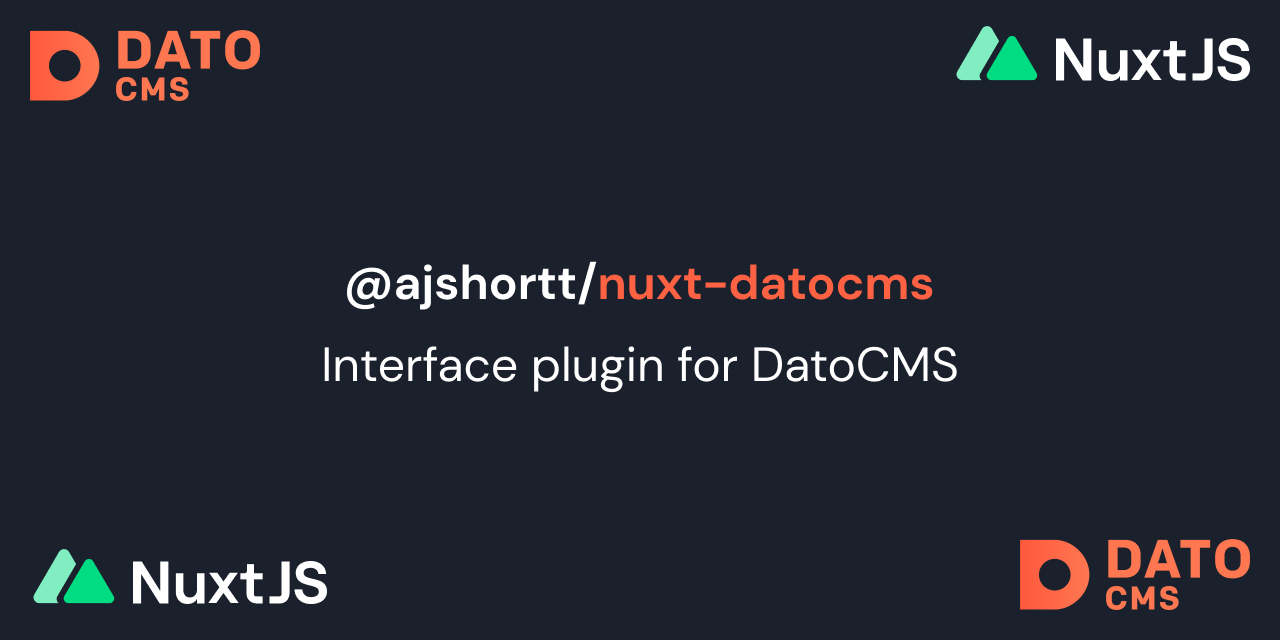 DATO
CMS
NuxtJS
@ajshortt/nuxt-datocms
Interface plugin for DatoCMS
NuxtJS
DATO
CMS